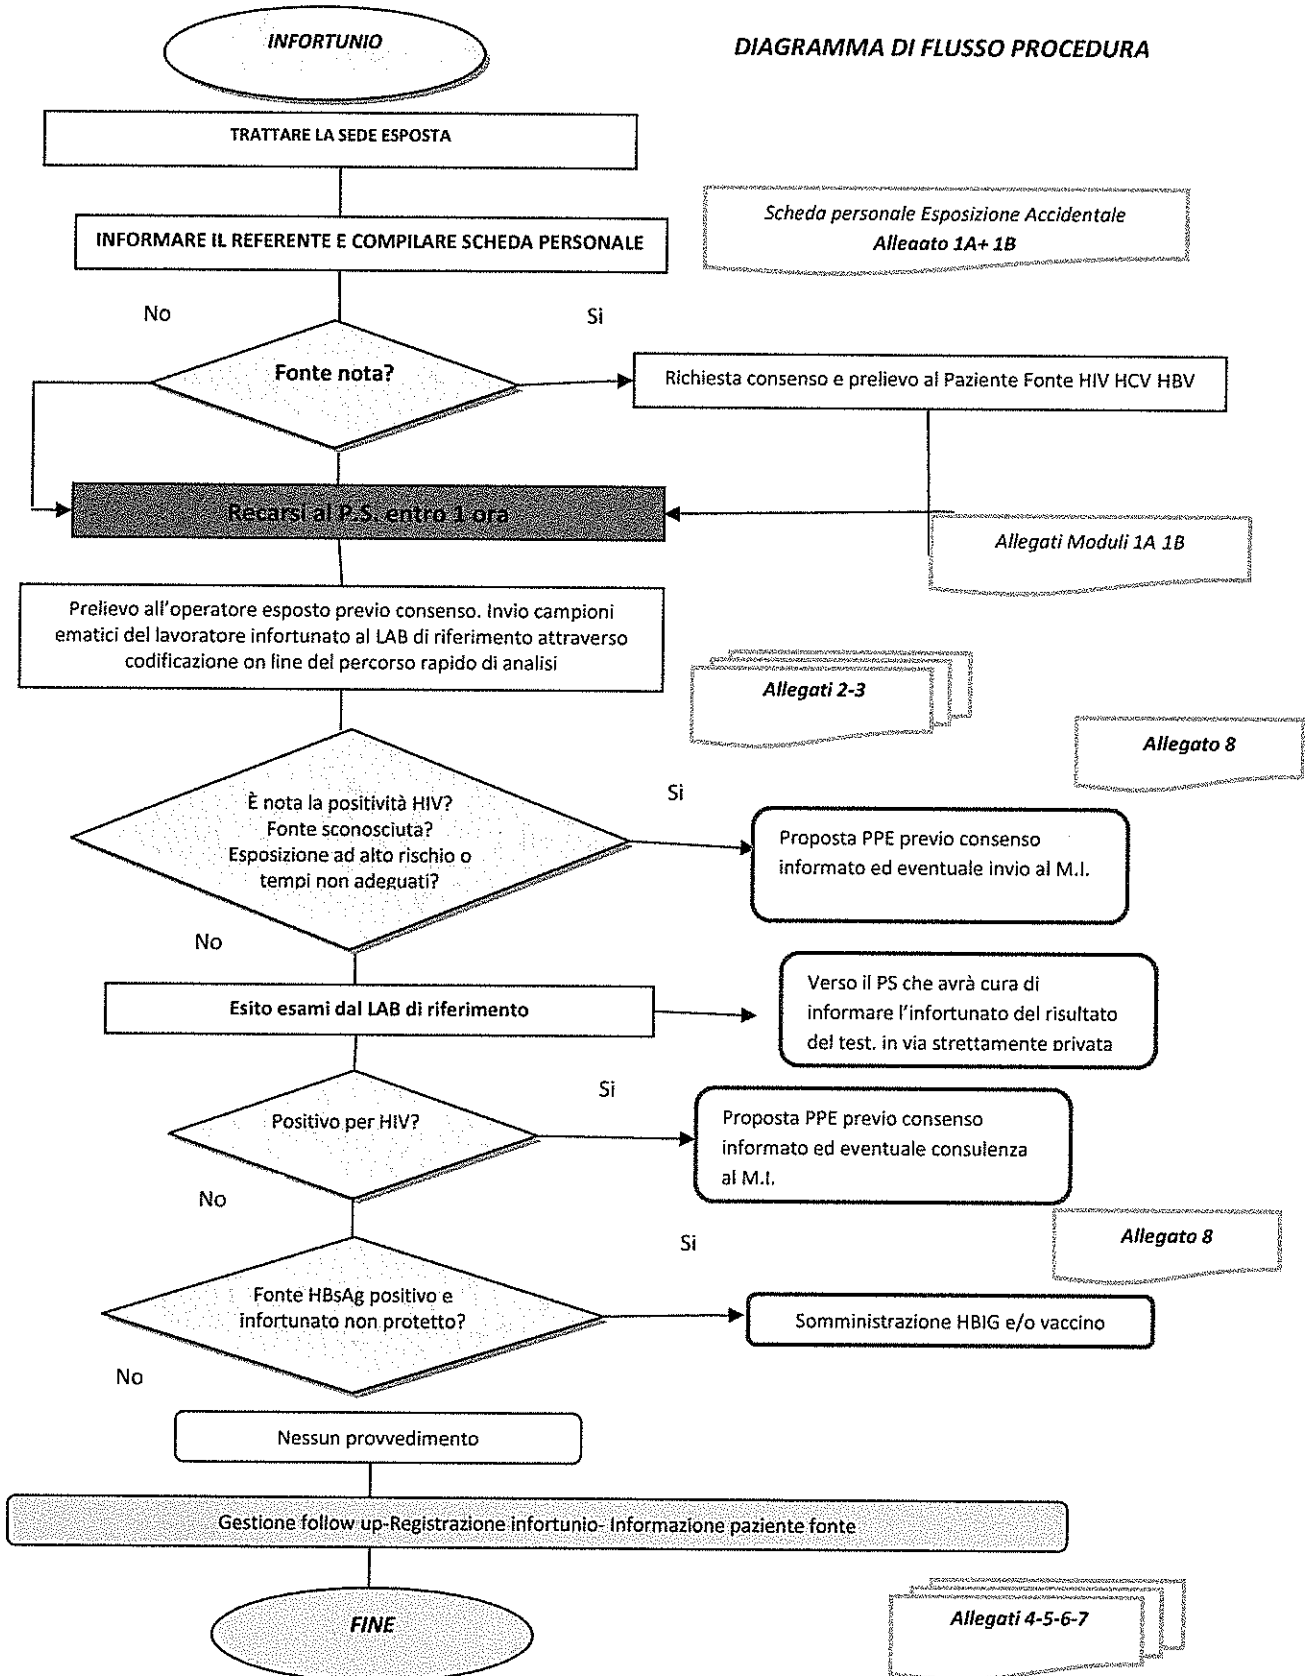 INFORTUNIO
DIAGRAMMA DI FLUSSO PROCEDURA
TRATTARE LA SEDE ESPOSTA
Scheda personale Esposizione Accidentale
Allegato 1A+ 1B
INFORMARE IL REFERENTE E COMPILARE SCHEDA PERSONALE
No
Si
Fonte nota?
Richiesta consenso e prelievo al Paziente Fonte HIV HCV HBV
Recarsi al P.S. entro 1 ora
Allegati Moduli 1A 1B
Prelievo all'operatore esposto previo consenso. Invio campioni
ematici del lavoratore infortunato al LAB di riferimento attraverso
codificazione on line del percorso rapido di analisi
Allegati 2-3
Allegato 8
Si
È nota la positività HIV?
Fonte sconosciuta?
Esposizione ad alto rischio o
tempi non adeguati?
Proposta PPE previo consenso
informato ed eventuale invio al M.I.
No
Esito esami dal LAB di riferimento
Verso il PS che avrà cura di
informare l'infortunato del risultato
del test. in via strettamente privata
Si
Positivo per HIV?
Proposta PPE previo consenso
informato ed eventuale consulenza
al M.I.
No
Si
Allegato 8
Fonte HBsAg positivo e
infortunato non protetto?
Somministrazione HBIG e/o vaccino
No
Nessun provvedimento
Gestione follow up-Registrazione infortunio- Informazione paziente fonte
FINE
Allegati 4-5-6-7